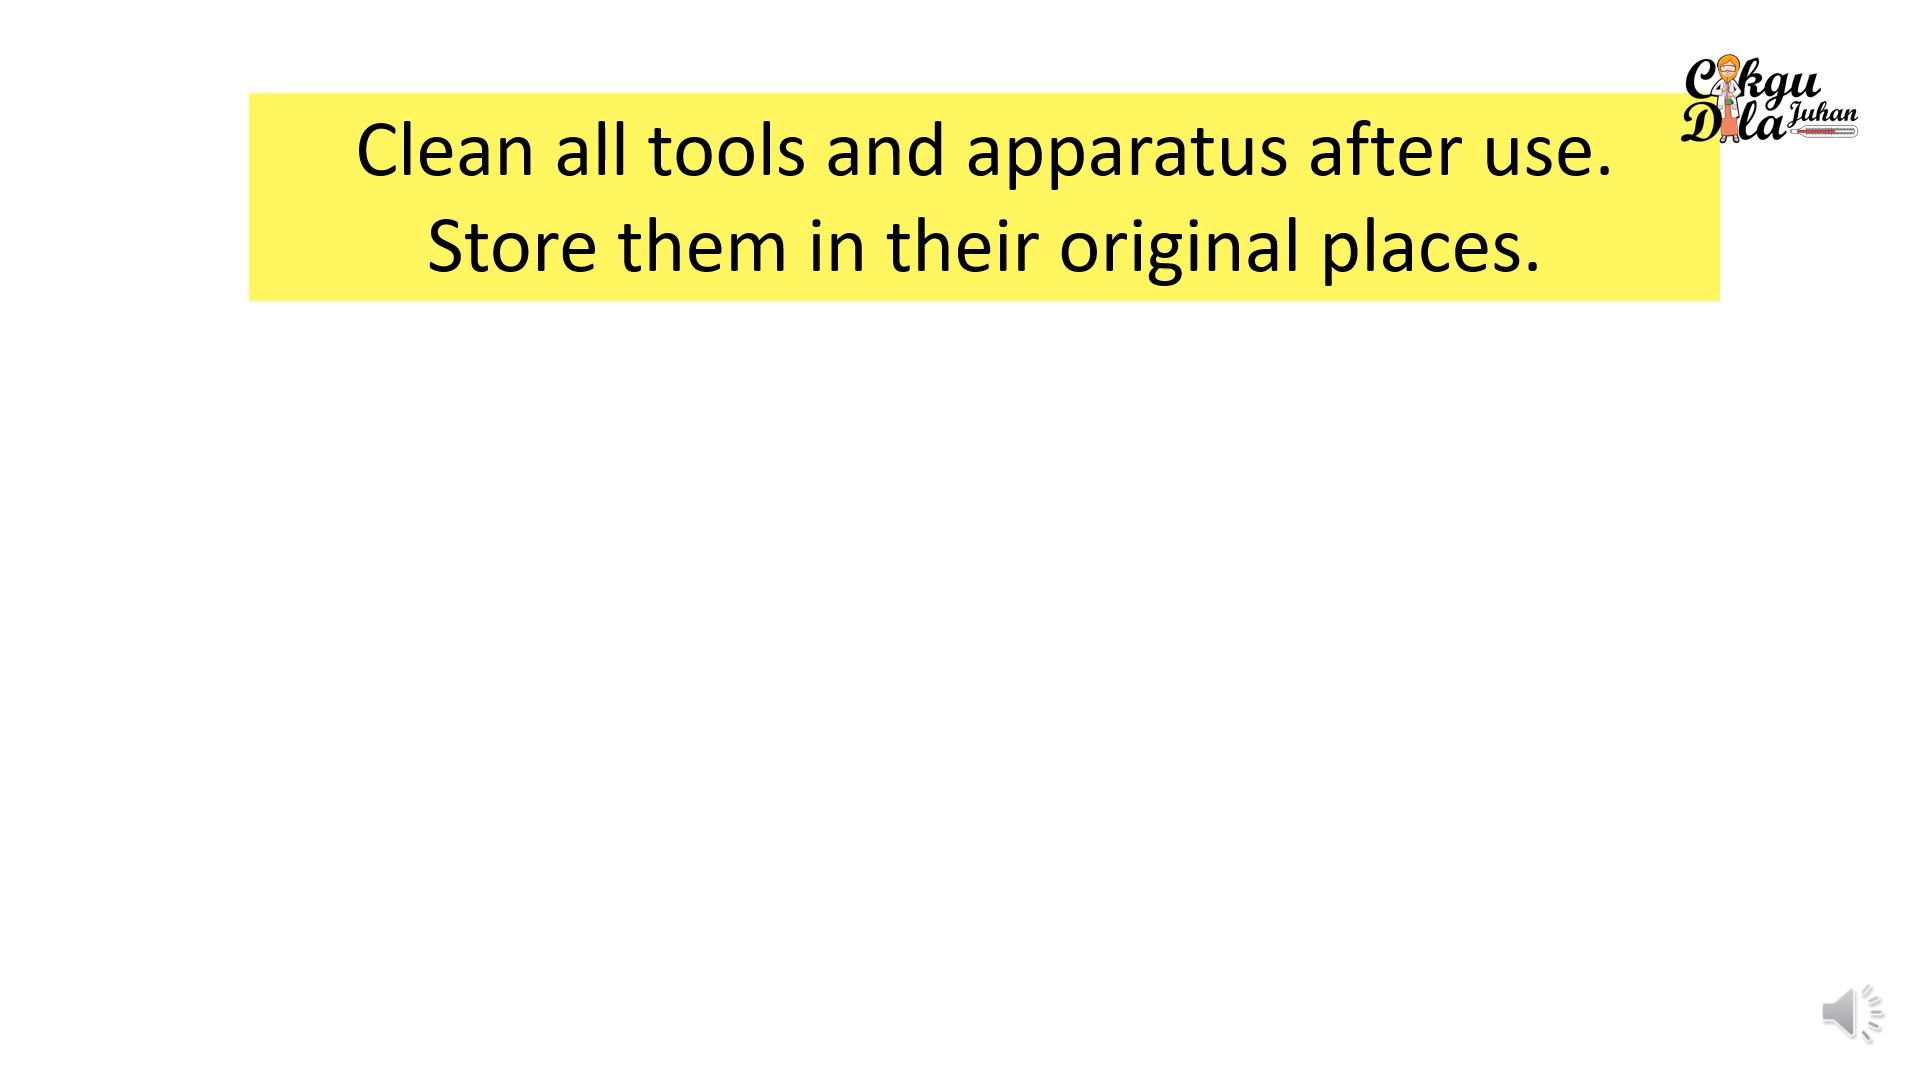 Cikgu
Dila Juhan
Clean all tools and apparatus after use.
Store them in their original places.